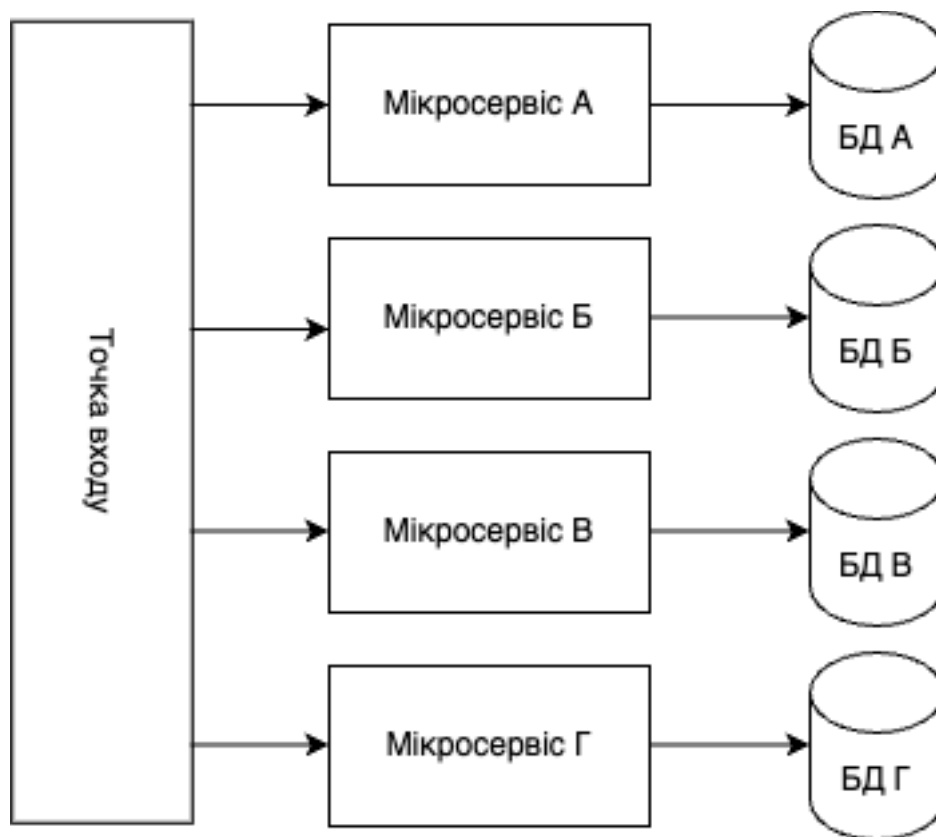 Точка входу
Мікросервіс А
БД А
Мікросервіс Б
БД Б
Мікросервіс В
БД В
Мікросервіс Г
БД Г